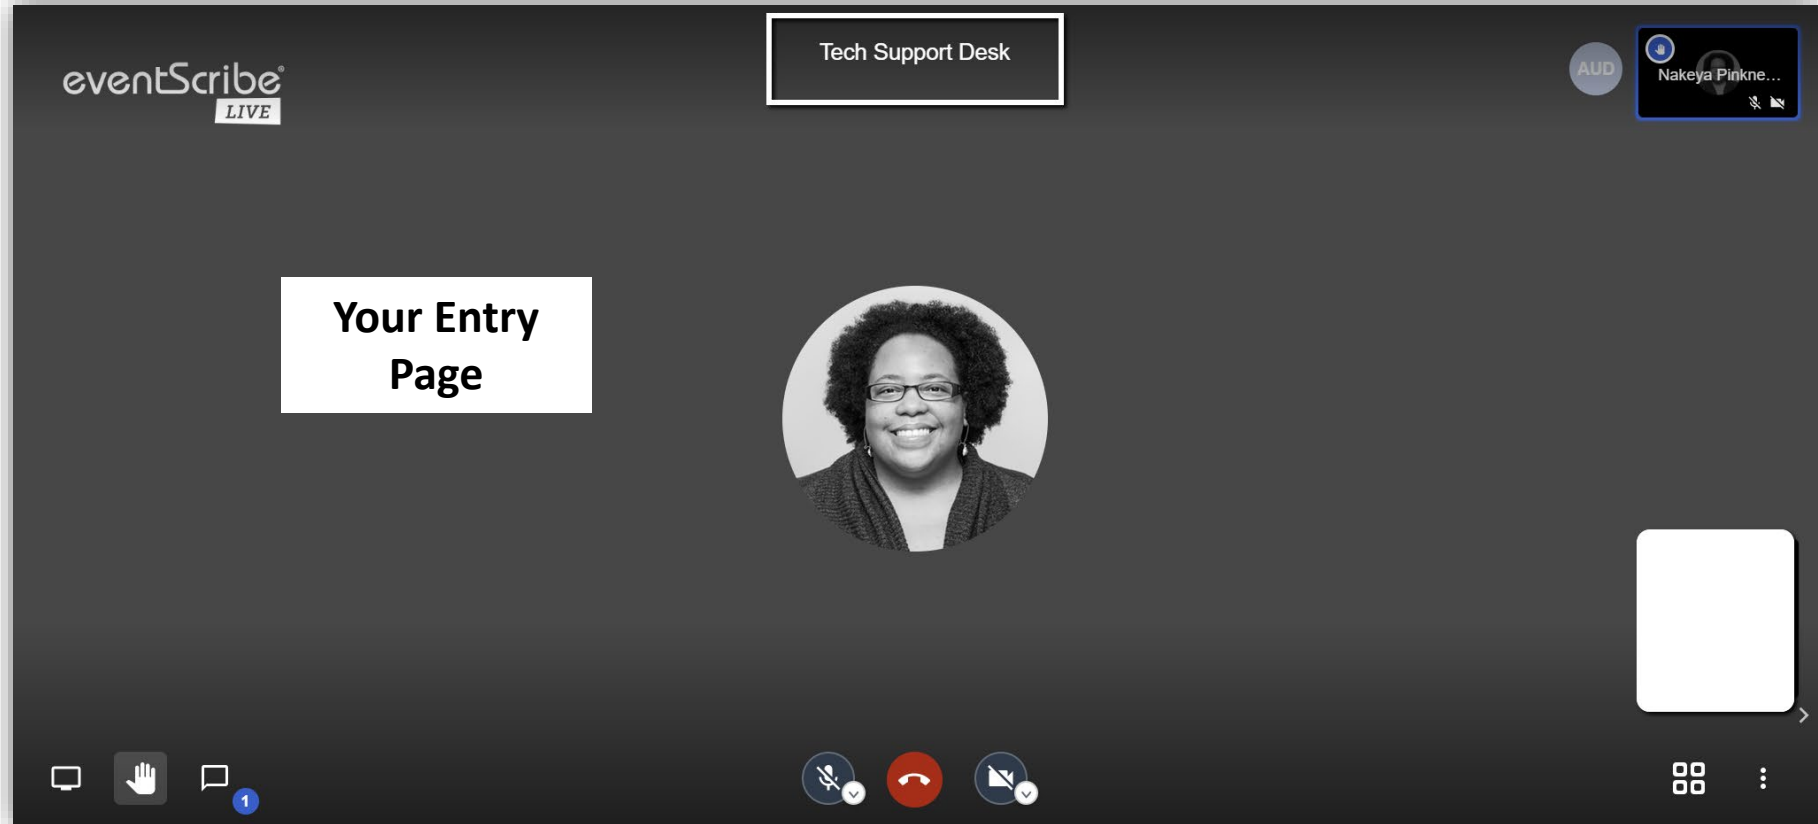 Tech Support Desk
eventScribe®
LIVE
AUD
Nakeya Pinkne...
Your Entry
Page
1